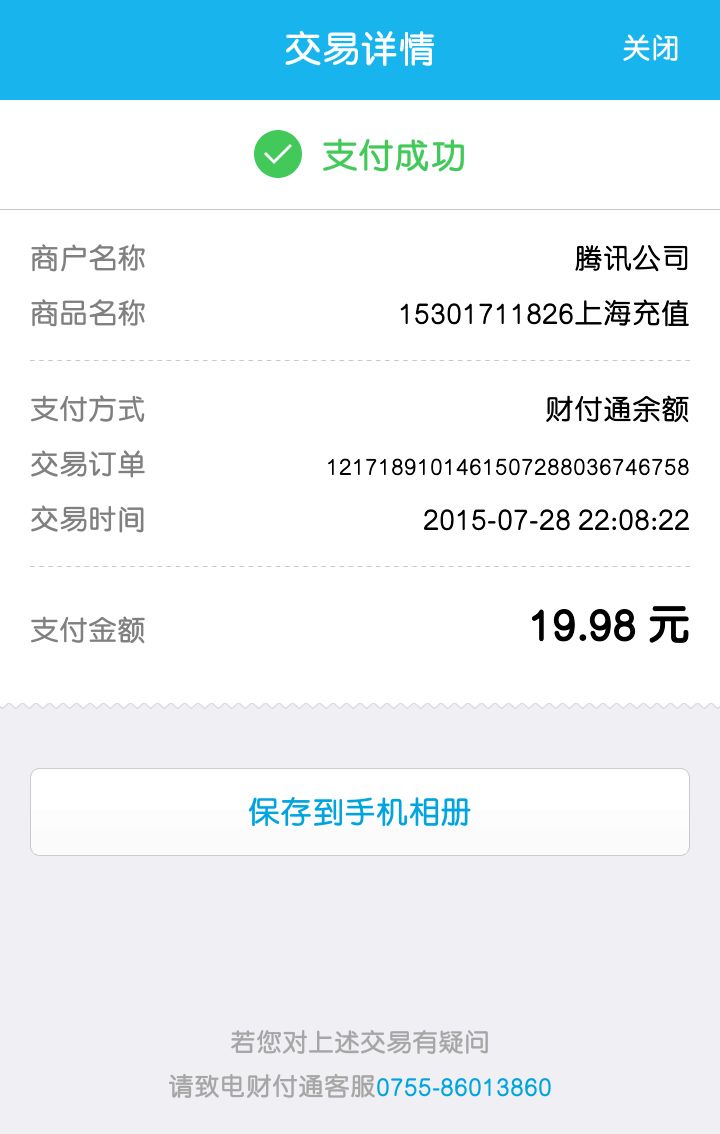 交易详情 关闭
支付成功
商户名称 腾讯公司
商品名称 15301711826上海充值
支付方式 财付通余额
交易订单 1217189101461507288036746758
交易时间 2015-07-28 22:08:22
支付金额 19.98 元
保存到手机相册
若您对上述交易有疑问
请致电财付通客服0755-86013860